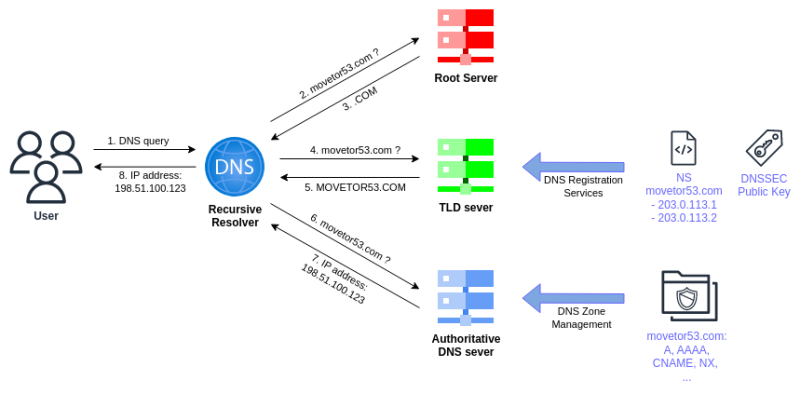 2. movetor53.com ?
3. .COM
Root Server
1. DNS query
8. IP address:
198.51.100.123
User
DNS
Recursive
Resolver
4. movetor53.com ?
5. MOVETOR53.COM
TLD sever
DNS Registration
Services
NS
movetor53.com
- 203.0.113.1
- 203.0.113.2
DNSSEC
Public Key
6. movetor53.com ?
7. IP address:
198.51.100.123
Authoritative
DNS sever
DNS Zone
Management
movetor53.com:
A, AAAA,
CNAME, NX,
...